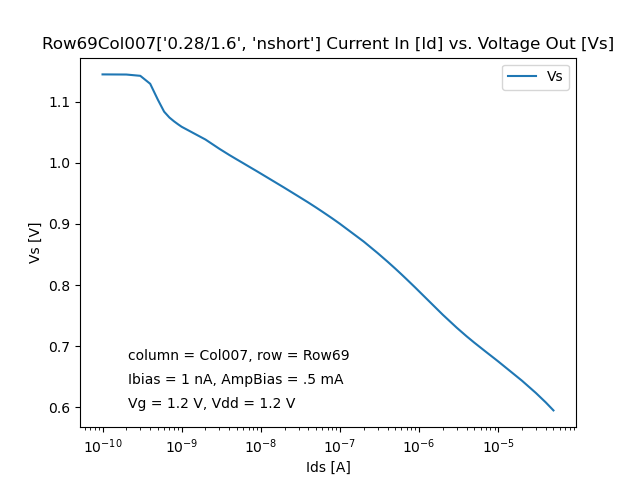 Row69Col007['0.28/1.6', 'nshort'] Current In [Id] vs. Voltage Out [Vs]
Vs
1.1
1.0
0.9
0.8
0.7
0.6
Vs [V]
column = Col007, row = Row69
Ibias = 1 nA, AmpBias = .5 mA
Vg = 1.2 V, Vdd = 1.2 V
10⁻¹⁰ 10⁻⁹ 10⁻⁸ 10⁻⁷ 10⁻⁶ 10⁻⁵
Ids [A]